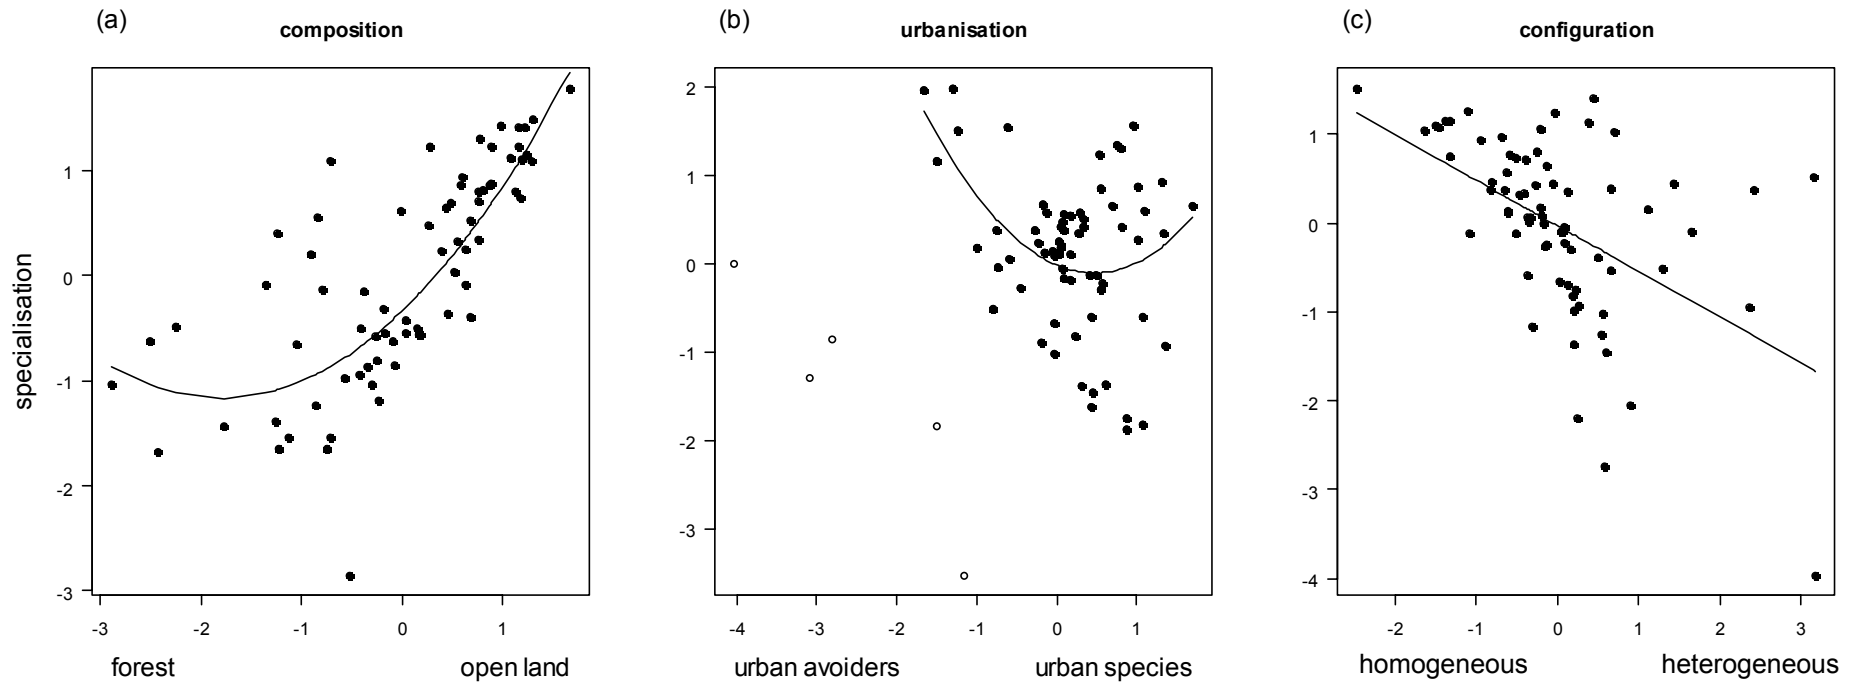 (a)
composition
specialisation
1
0
-1
-2
-3
-3 -2 -1 0 1
forest open land
(b)
urbanisation
2
1
0
-1
-2
-3
-4 -3 -2 -1 0 1
urban avoiders urban species
(c)
configuration
1
0
-1
-2
-3
-4
-2 -1 0 1 2 3
homogeneous heterogeneous